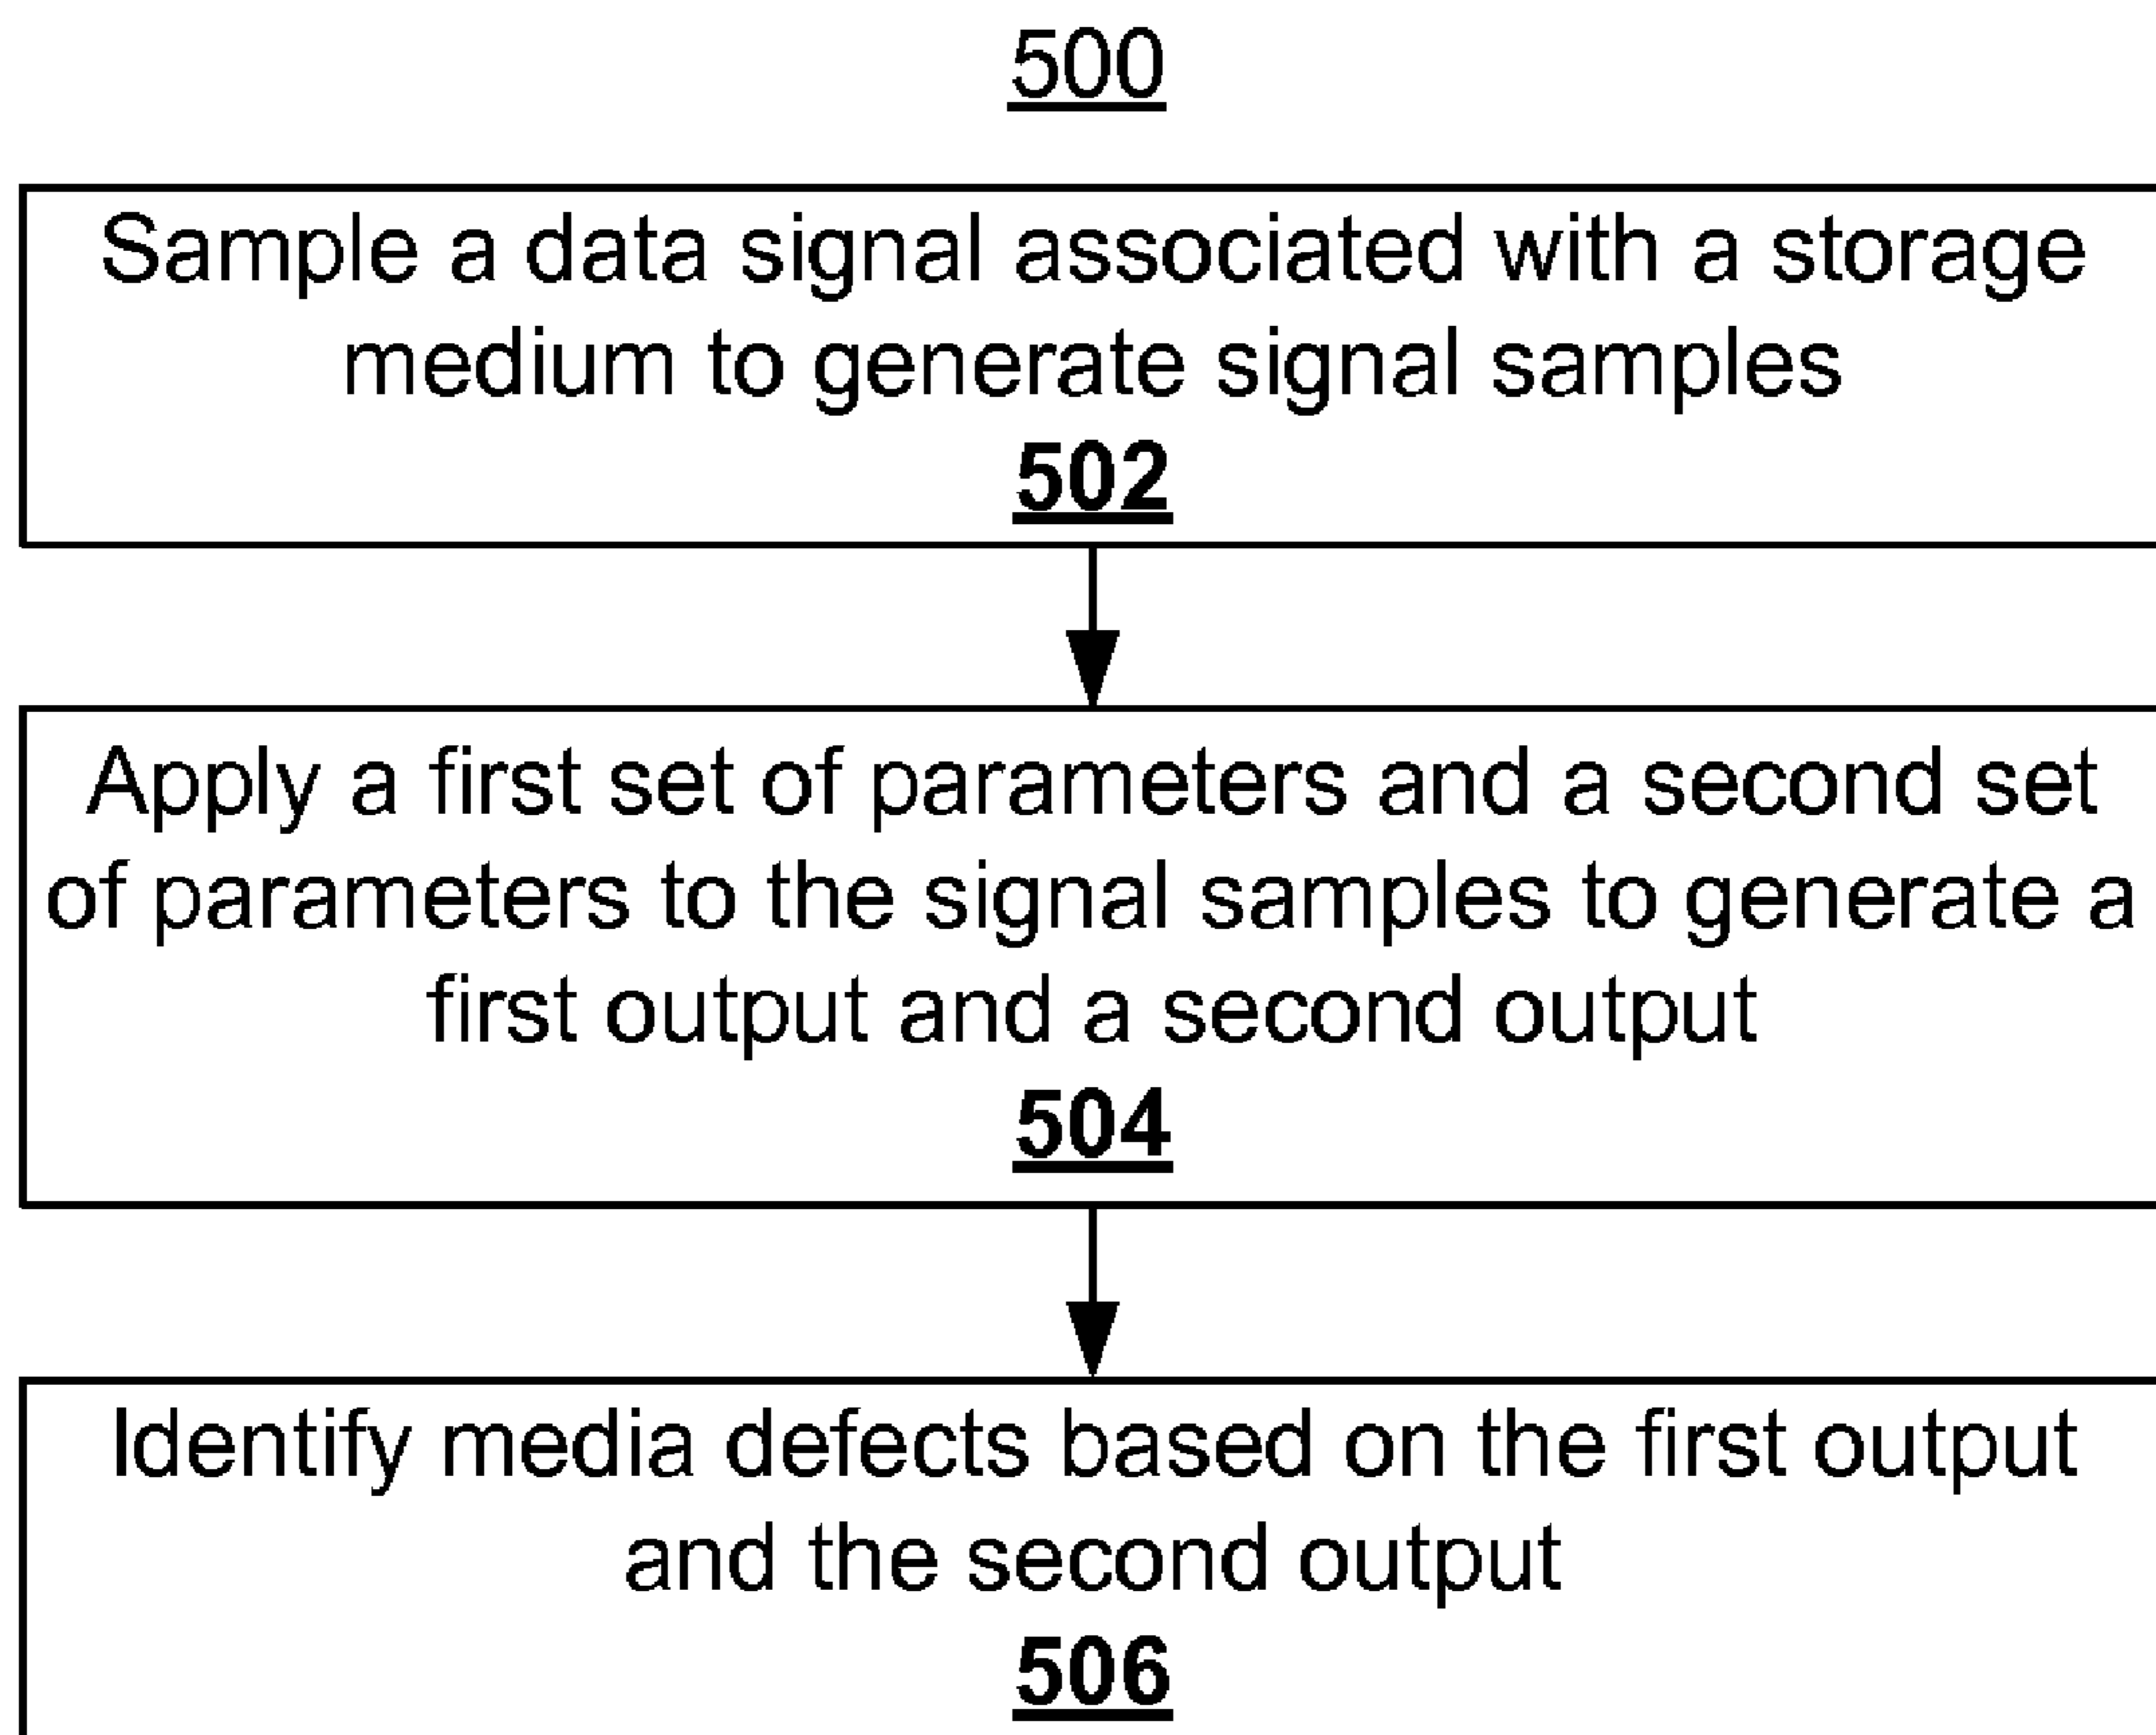 500
Sample a data signal associated with a storage
medium to generate signal samples
502
Apply a first set of parameters and a second set
of parameters to the signal samples to generate a
first output and a second output
504
Identify media defects based on the first output
and the second output
506